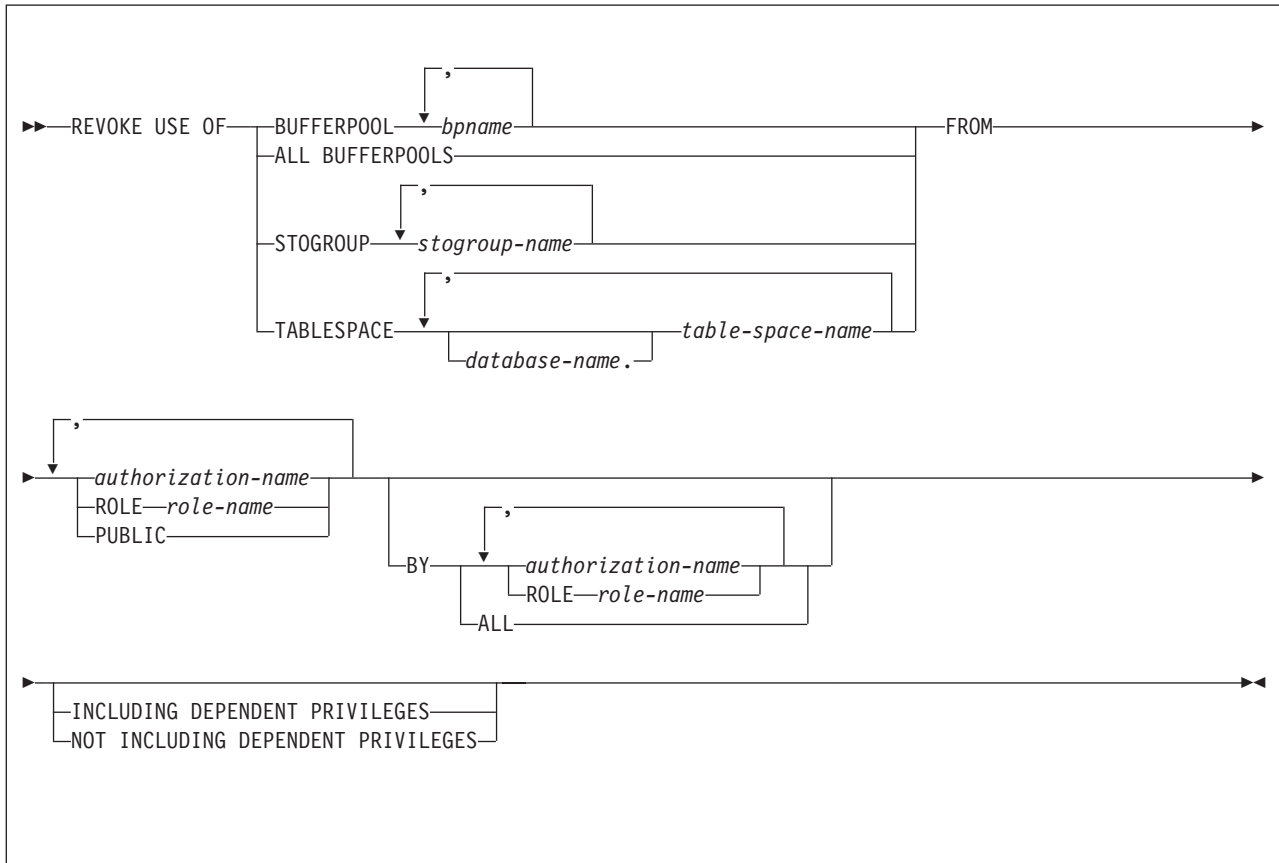 ,
REVOKE USE OF BUFFERPOOL bpname FROM
ALL BUFFERPOOLS
,
STOGROUP stogroup-name
,
TABLESPACE table-space-name
database-name.
,
authorization-name
ROLE role-name
PUBLIC
,
BY authorization-name
ROLE role-name
ALL
INCLUDING DEPENDENT PRIVILEGES
NOT INCLUDING DEPENDENT PRIVILEGES